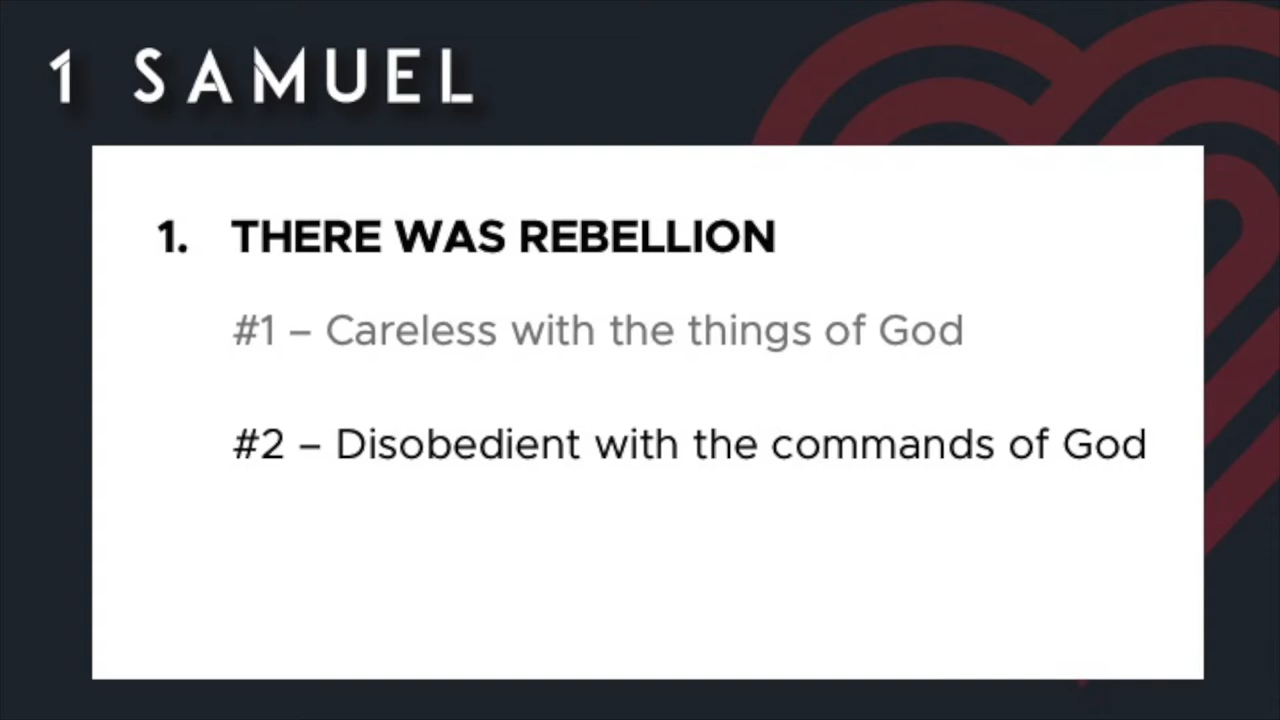 1 SAMUEL
1. THERE WAS REBELLION
#1 – Careless with the things of God
#2 – Disobedient with the commands of God